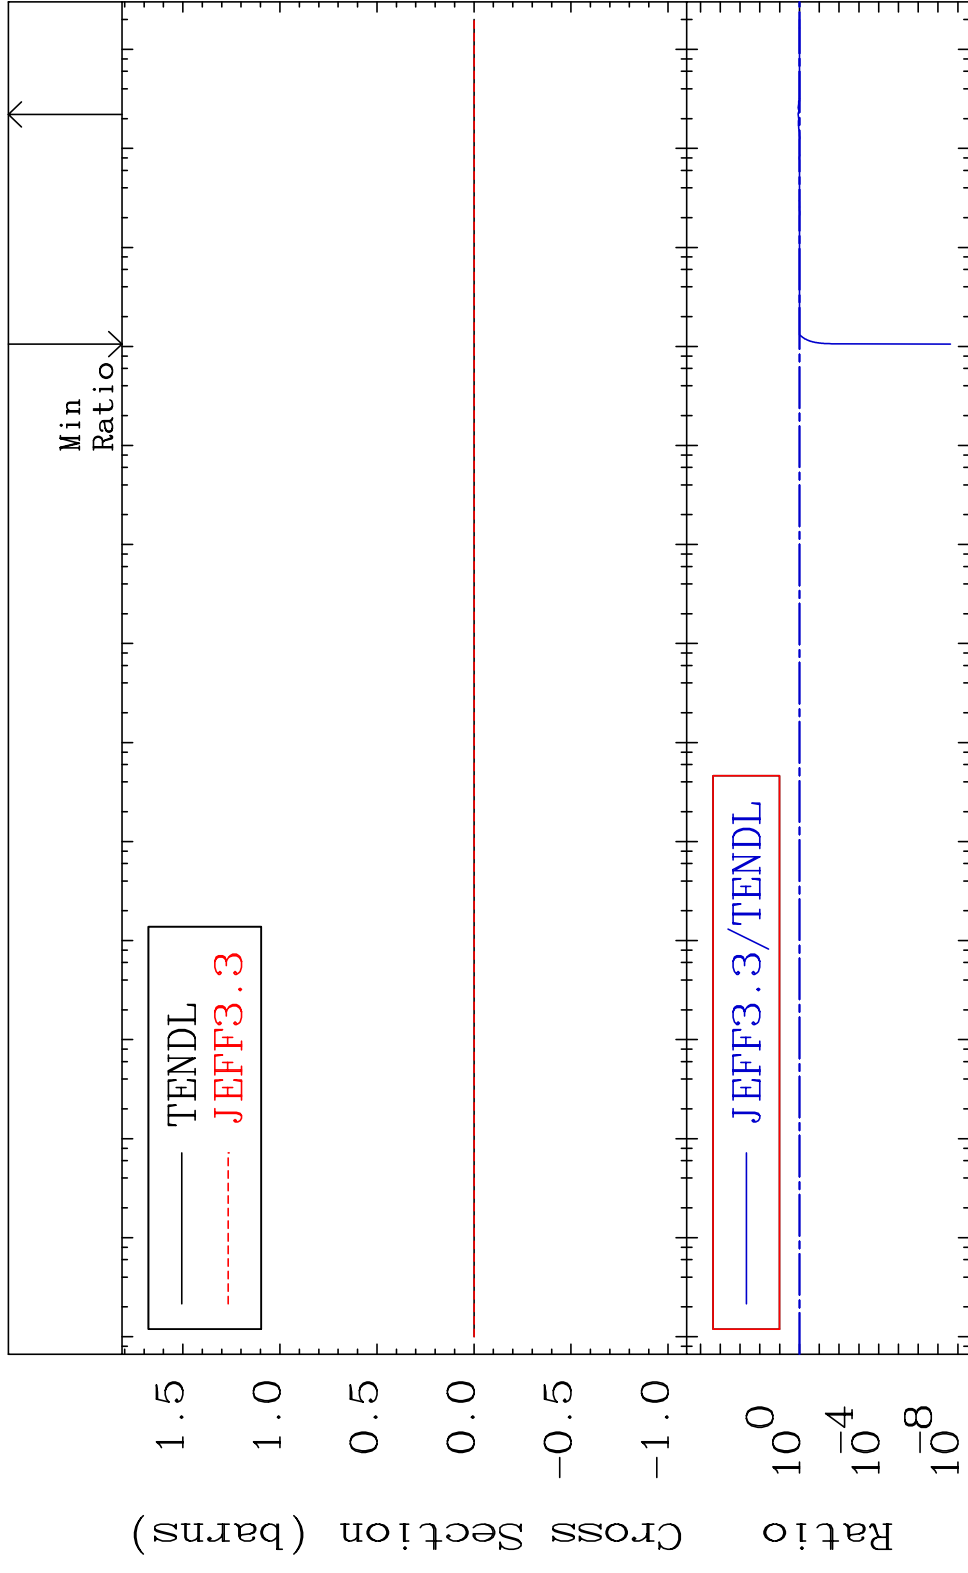 Min
Ratio
TENDL
JEFF3.3
1.5
1.0
0.5
0.0
-0.5
-1.0
Cross Section (barns)
JEFF3.3/TENDL
10^0
10^-4
10^-8
Ratio